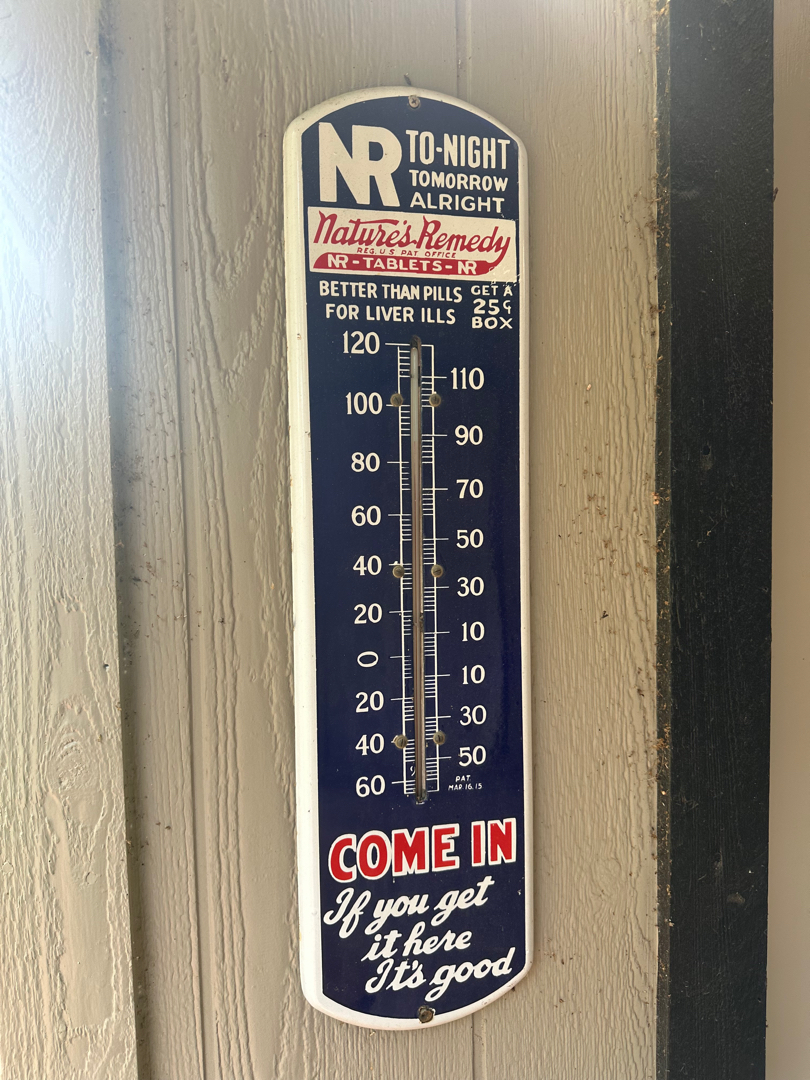 NR TO-NIGHT
TOMORROW
ALRIGHT
Nature's Remedy
REG. U S PAT OFFICE
NR-TABLETS-NR
BETTER THAN PILLS
FOR LIVER ILLS
GET A
25¢
BOX
120
110
100
90
80
70
60
50
40
30
20
10
0
10
20
30
40
50
60
PAT.
MAR. 16. 15
COME IN
If you get
it here
It's good